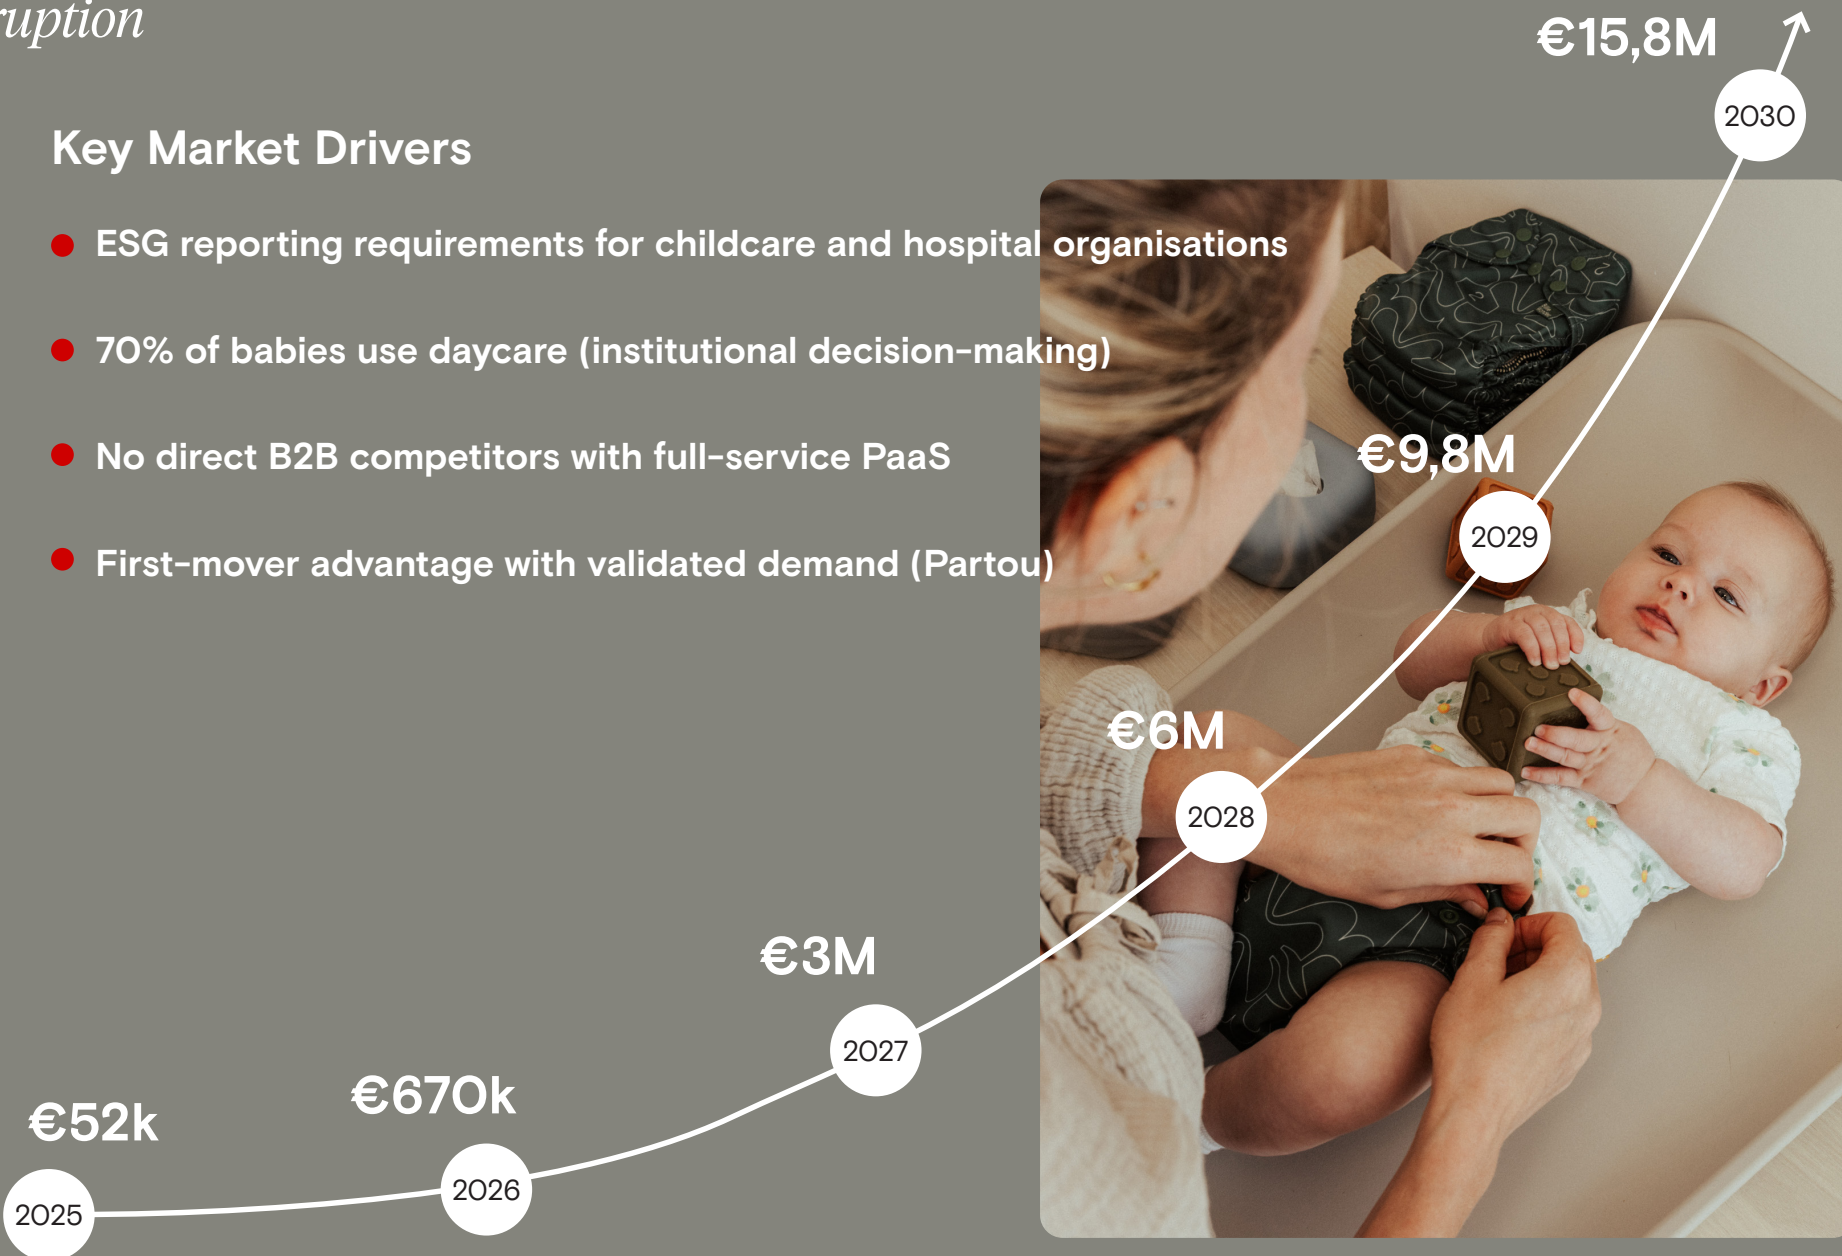 ruption
Key Market Drivers
ESG reporting requirements for childcare and hospital organisations
70% of babies use daycare (institutional decision-making)
No direct B2B competitors with full-service PaaS
First-mover advantage with validated demand (Partou)
€52k
2025
€670k
2026
€3M
2027
€6M
2028
€9,8M
2029
€15,8M
2030